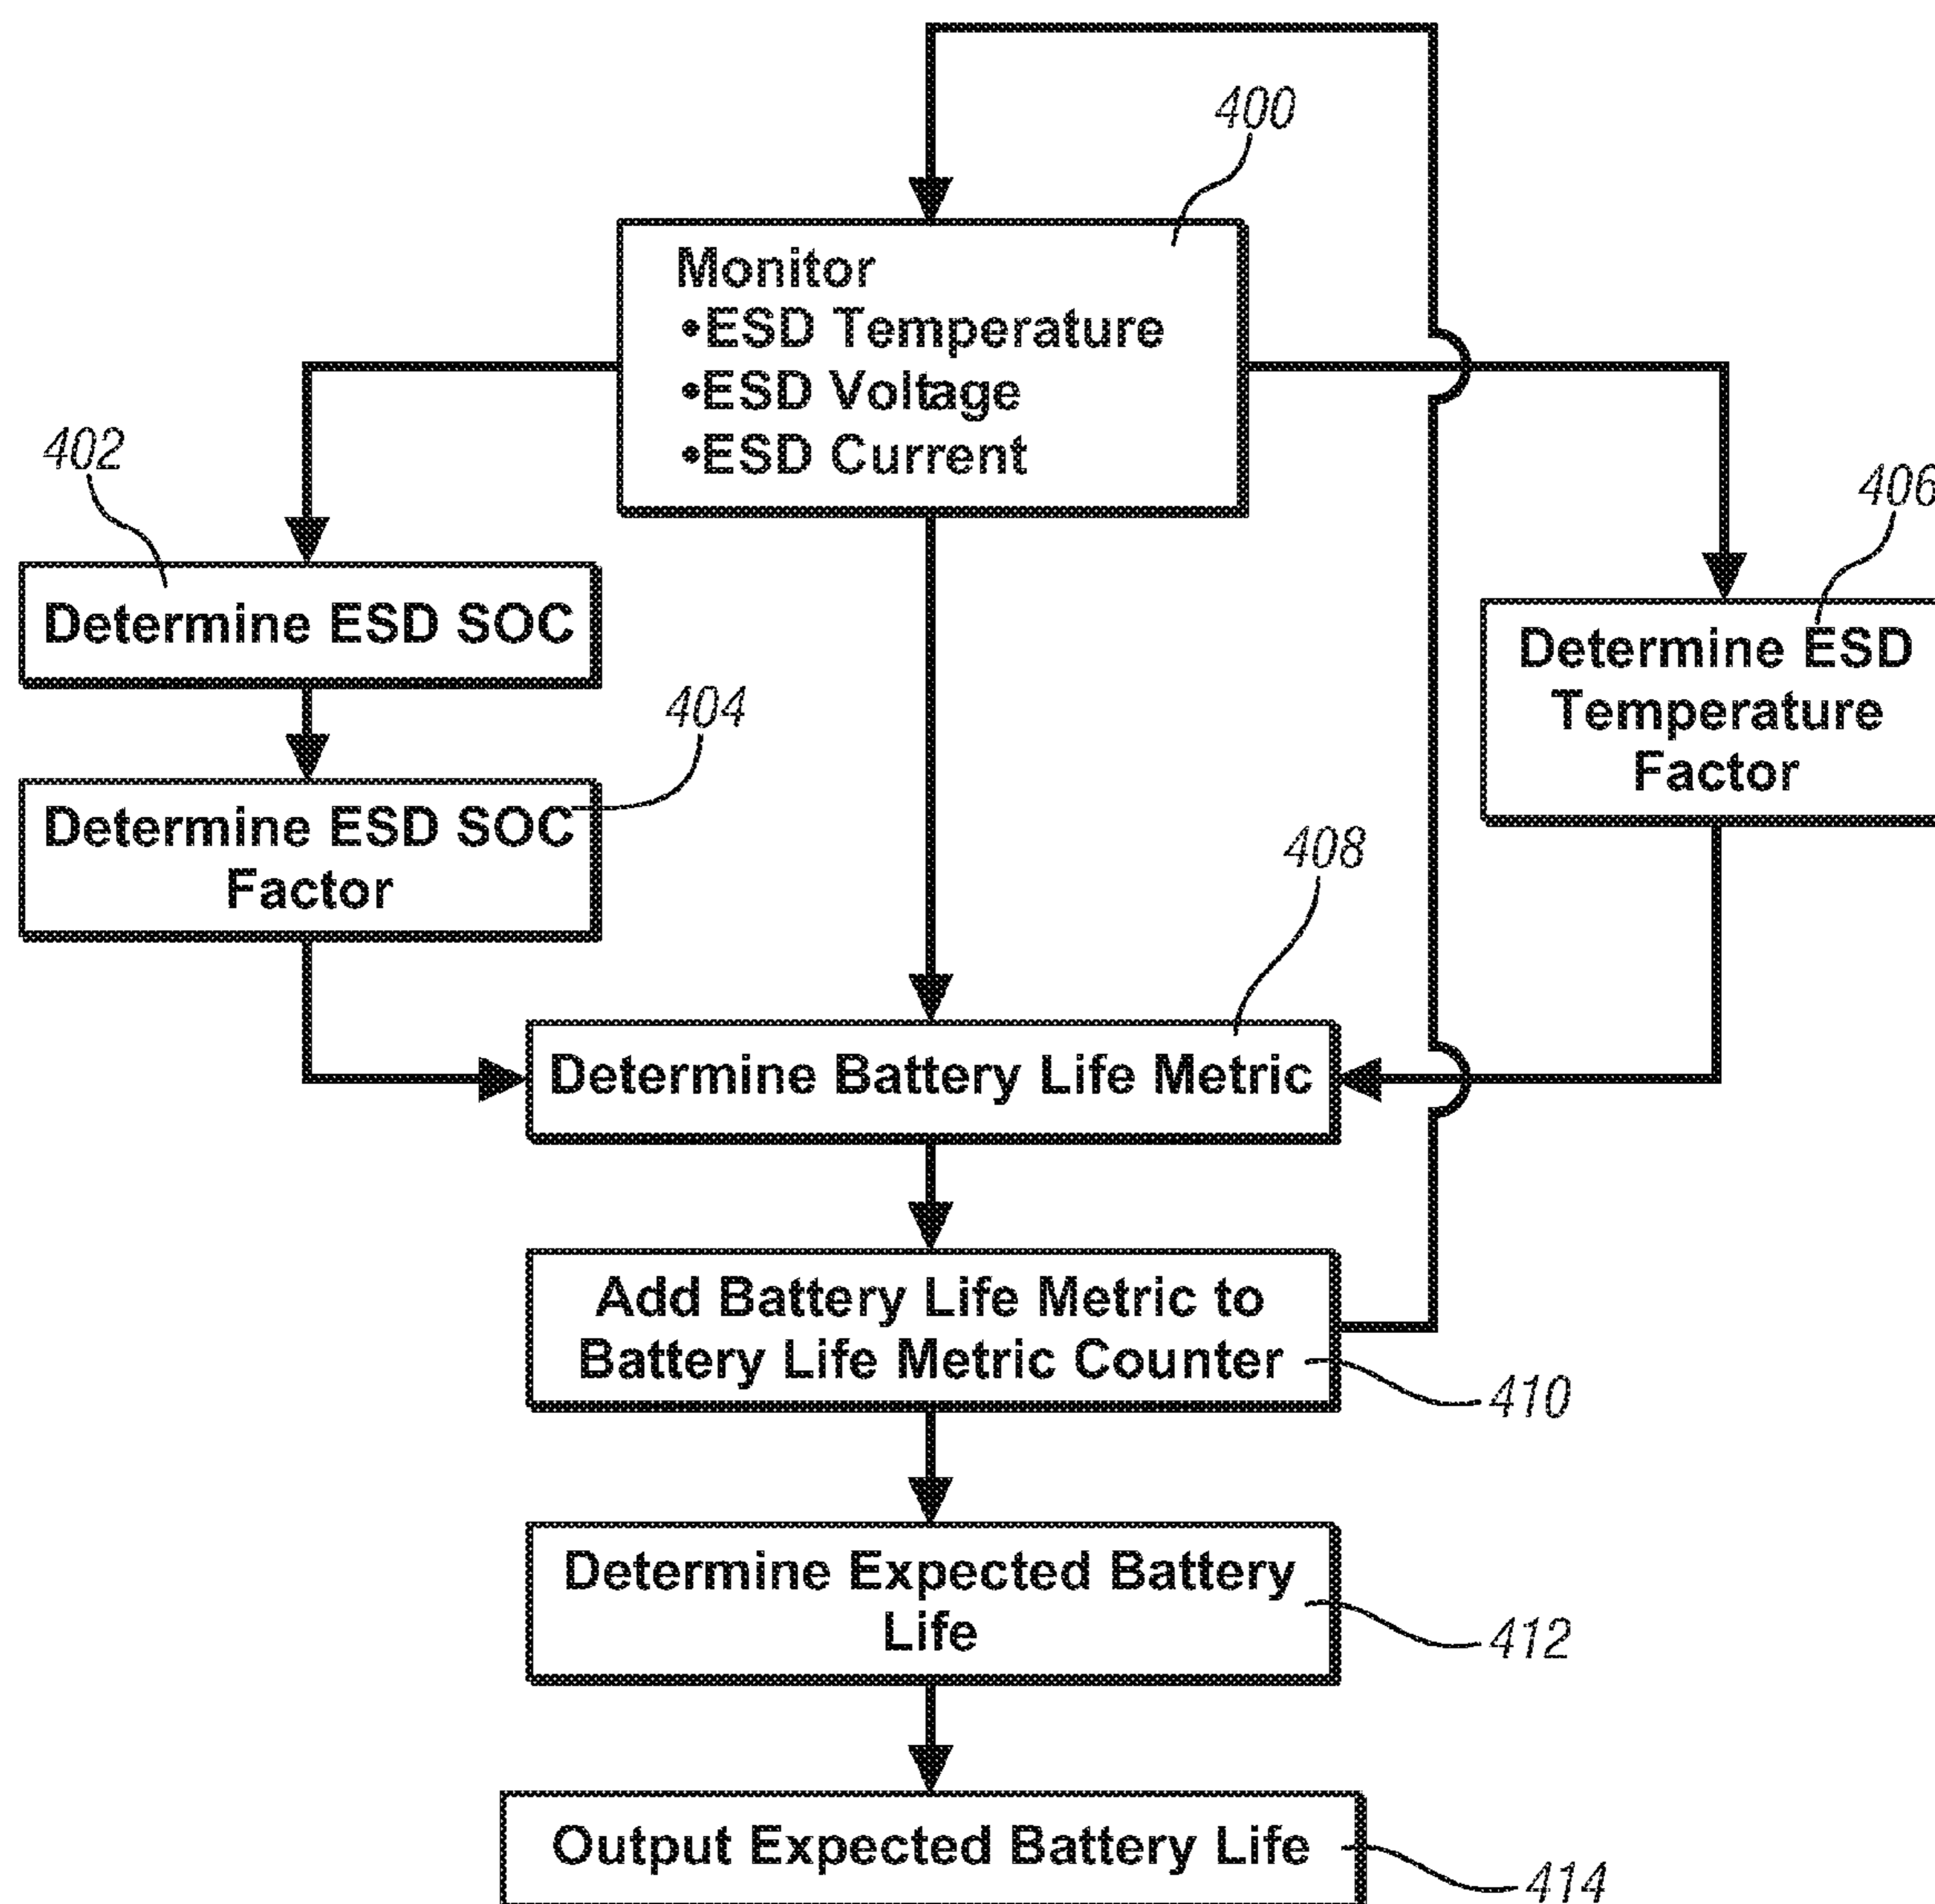 400
Monitor
•ESD Temperature
•ESD Voltage
•ESD Current
402
406
Determine ESD SOC
Determine ESD
Temperature
Factor
404
Determine ESD SOC
Factor
408
Determine Battery Life Metric
Add Battery Life Metric to
Battery Life Metric Counter
410
Determine Expected Battery
Life
412
Output Expected Battery Life
414